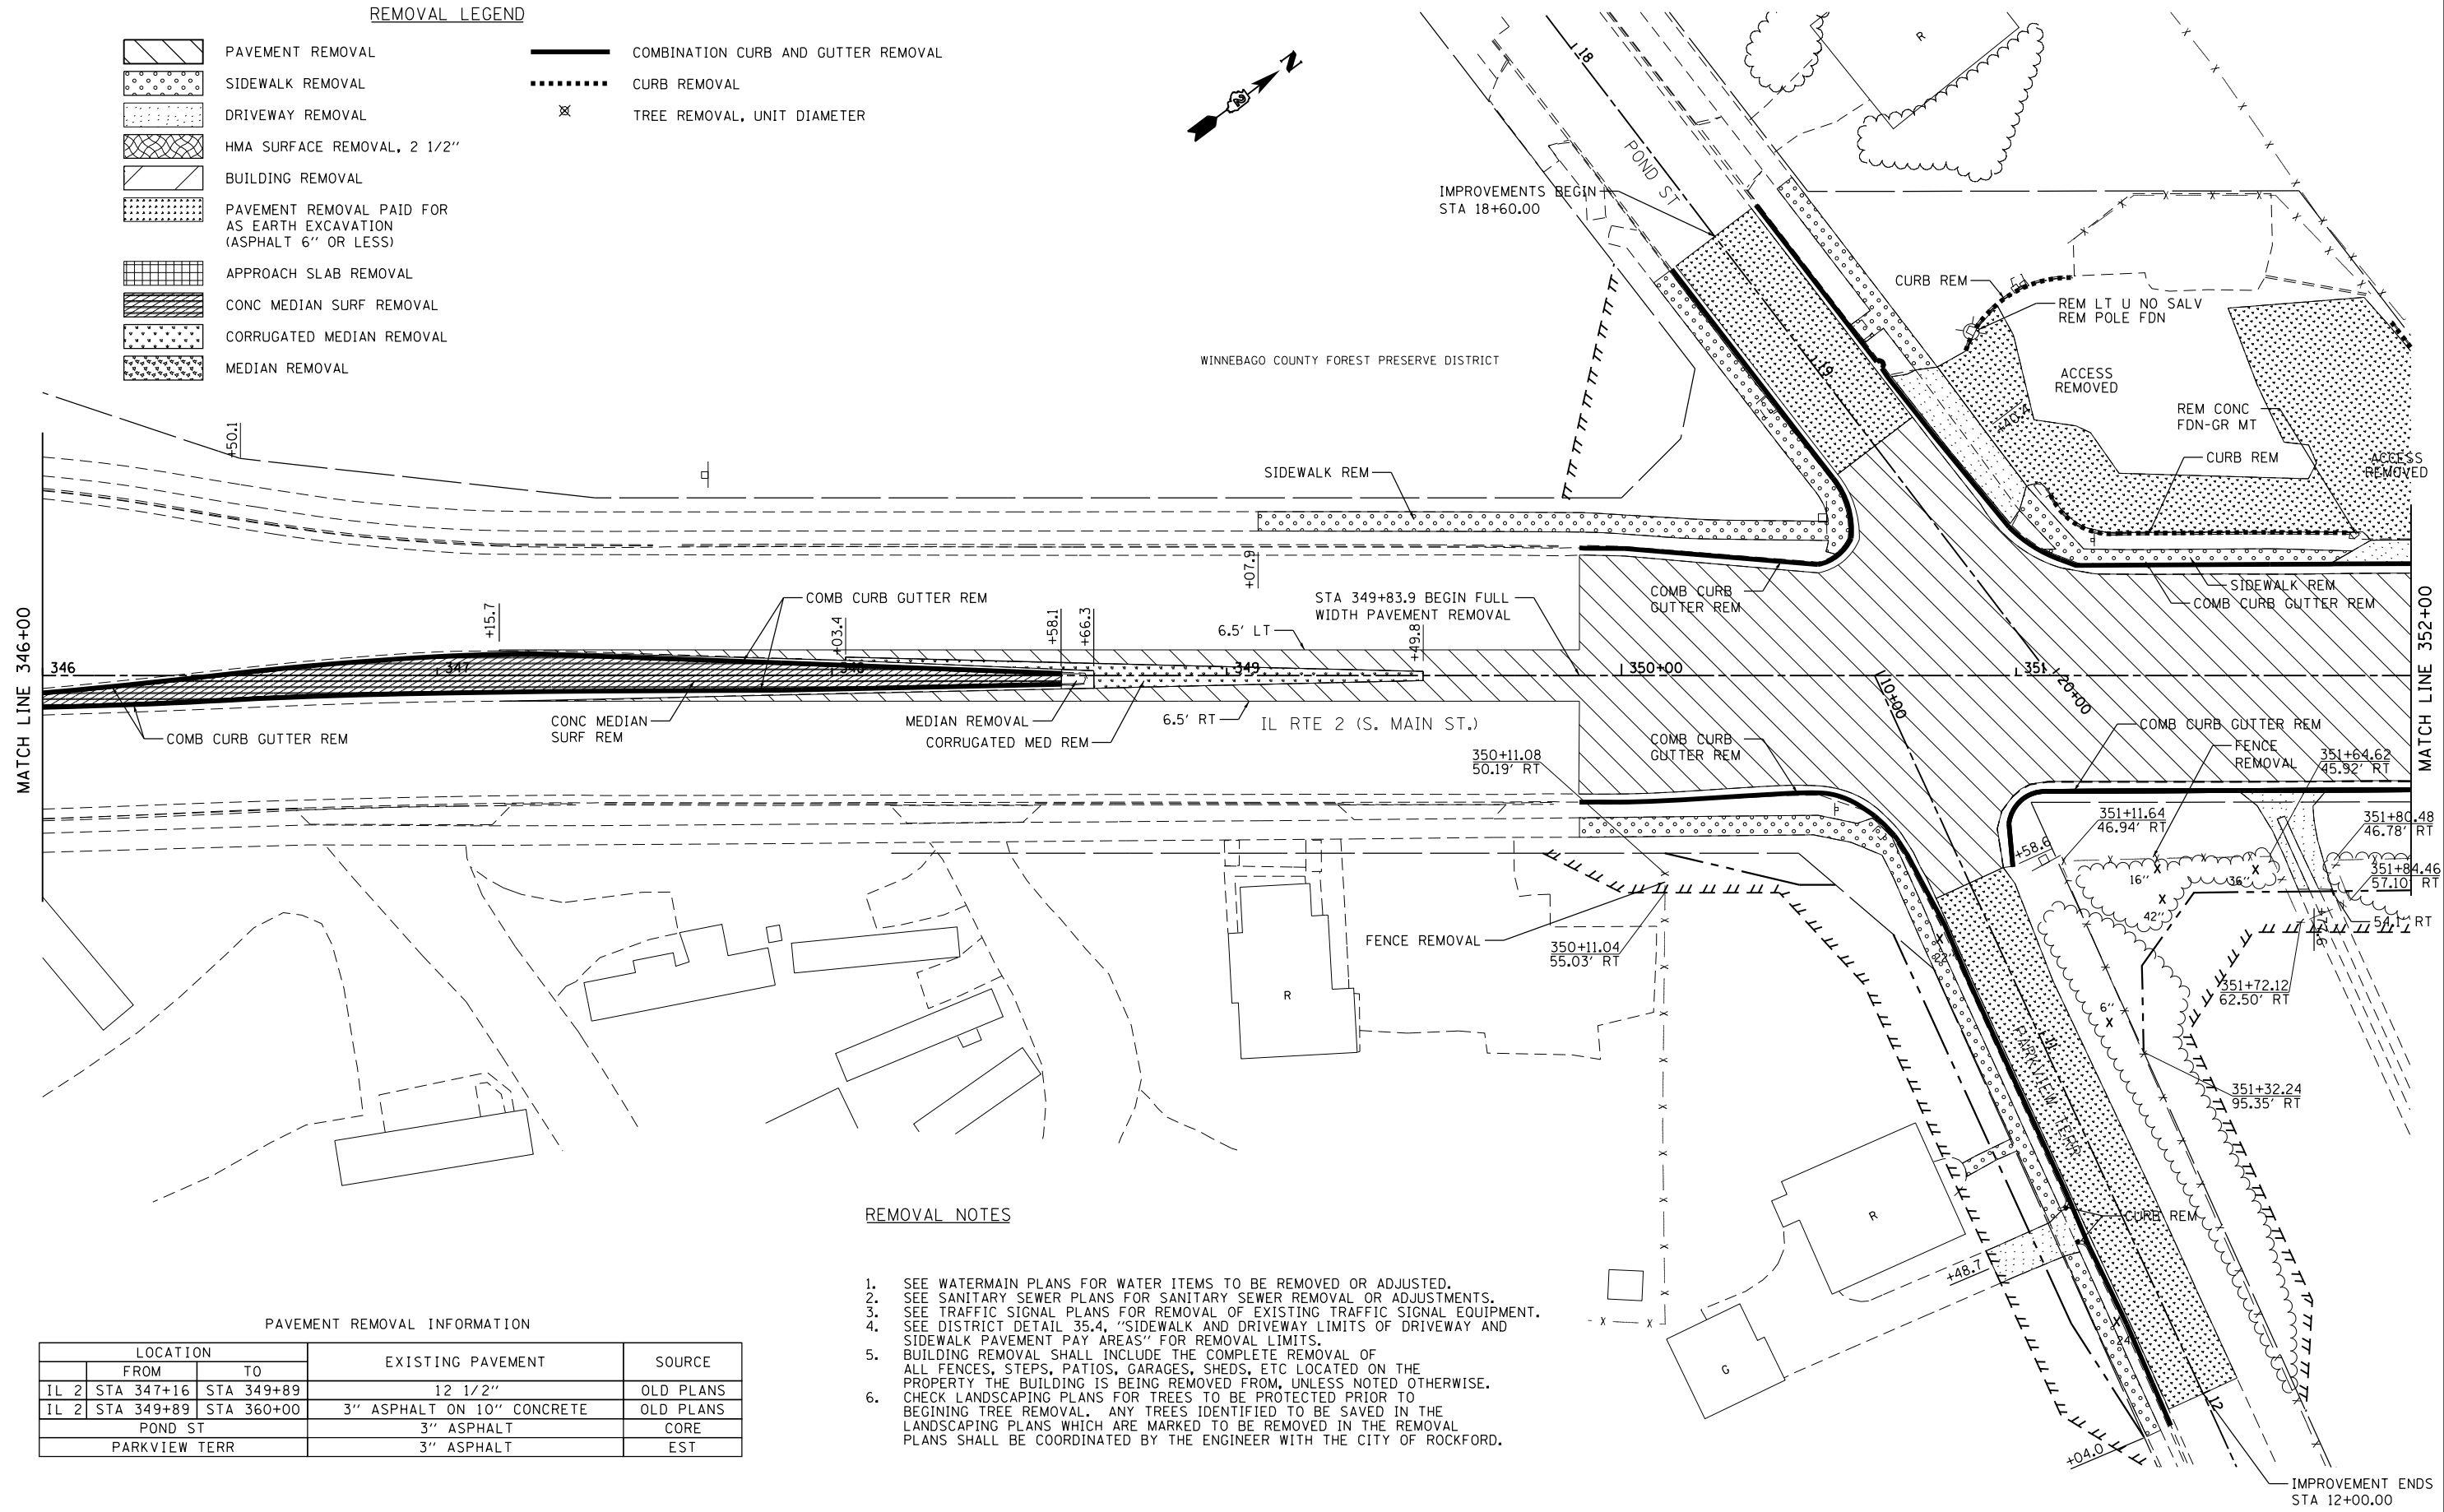 REMOVAL LEGEND
PAVEMENT REMOVAL
SIDEWALK REMOVAL
DRIVEWAY REMOVAL
HMA SURFACE REMOVAL, 2 1/2"
BUILDING REMOVAL
PAVEMENT REMOVAL PAID FOR
AS EARTH EXCAVATION
(ASPHALT 6" OR LESS)
APPROACH SLAB REMOVAL
CONC MEDIAN SURF REMOVAL
CORRUGATED MEDIAN REMOVAL
MEDIAN REMOVAL
COMBINATION CURB AND GUTTER REMOVAL
CURB REMOVAL
TREE REMOVAL, UNIT DIAMETER
N
2
18
POND ST
IMPROVEMENTS BEGIN
STA 18+60.00
R
CURB REM
REM LT U NO SALV
REM POLE FDN
ACCESS
REMOVED
REM CONC
FDN-GR MT
CURB REM
ACCESS
REMOVED
+40.4
19
WINNEBAGO COUNTY FOREST PRESERVE DISTRICT
SIDEWALK REM
+50.1
+07.9
COMB CURB
GUTTER REM
SIDEWALK REM
COMB CURB GUTTER REM
STA 349+83.9 BEGIN FULL
WIDTH PAVEMENT REMOVAL
COMB CURB GUTTER REM
+15.7
+03.4
+58.1
+66.3
6.5' LT
+49.8
MATCH LINE 346+00
346
347
348
349
350+00
351
20+00
10+00
MATCH LINE 352+00
COMB CURB GUTTER REM
CONC MEDIAN
SURF REM
MEDIAN REMOVAL
CORRUGATED MED REM
6.5' RT
IL RTE 2 (S. MAIN ST.)
COMB CURB
GUTTER REM
COMB CURB GUTTER REM
FENCE
REMOVAL
350+11.08
50.19' RT
351+64.62
45.92' RT
351+11.64
46.94' RT
351+80.48
46.78' RT
+58.6
351+84.46
57.10' RT
16"
36"
42"
54.1' RT
+77.6
22"
FENCE REMOVAL
350+11.04
55.03' RT
351+72.12
62.50' RT
6"
R
11
PARKVIEW TERR
351+32.24
95.35' RT
CURB REM
R
+48.7
G
24"
12
+04.0
IMPROVEMENT ENDS
STA 12+00.00
REMOVAL NOTES
1. SEE WATERMAIN PLANS FOR WATER ITEMS TO BE REMOVED OR ADJUSTED.
2. SEE SANITARY SEWER PLANS FOR SANITARY SEWER REMOVAL OR ADJUSTMENTS.
3. SEE TRAFFIC SIGNAL PLANS FOR REMOVAL OF EXISTING TRAFFIC SIGNAL EQUIPMENT.
4. SEE DISTRICT DETAIL 35.4, "SIDEWALK AND DRIVEWAY LIMITS OF DRIVEWAY AND
SIDEWALK PAVEMENT PAY AREAS" FOR REMOVAL LIMITS.
5. BUILDING REMOVAL SHALL INCLUDE THE COMPLETE REMOVAL OF
ALL FENCES, STEPS, PATIOS, GARAGES, SHEDS, ETC LOCATED ON THE
PROPERTY THE BUILDING IS BEING REMOVED FROM, UNLESS NOTED OTHERWISE.
6. CHECK LANDSCAPING PLANS FOR TREES TO BE PROTECTED PRIOR TO
BEGINING TREE REMOVAL. ANY TREES IDENTIFIED TO BE SAVED IN THE
LANDSCAPING PLANS WHICH ARE MARKED TO BE REMOVED IN THE REMOVAL
PLANS SHALL BE COORDINATED BY THE ENGINEER WITH THE CITY OF ROCKFORD.
PAVEMENT REMOVAL INFORMATION
LOCATION EXISTING PAVEMENT SOURCE
FROM TO
IL 2 STA 347+16 STA 349+89 12 1/2" OLD PLANS
IL 2 STA 349+89 STA 360+00 3" ASPHALT ON 10" CONCRETE OLD PLANS
POND ST 3" ASPHALT CORE
PARKVIEW TERR 3" ASPHALT EST